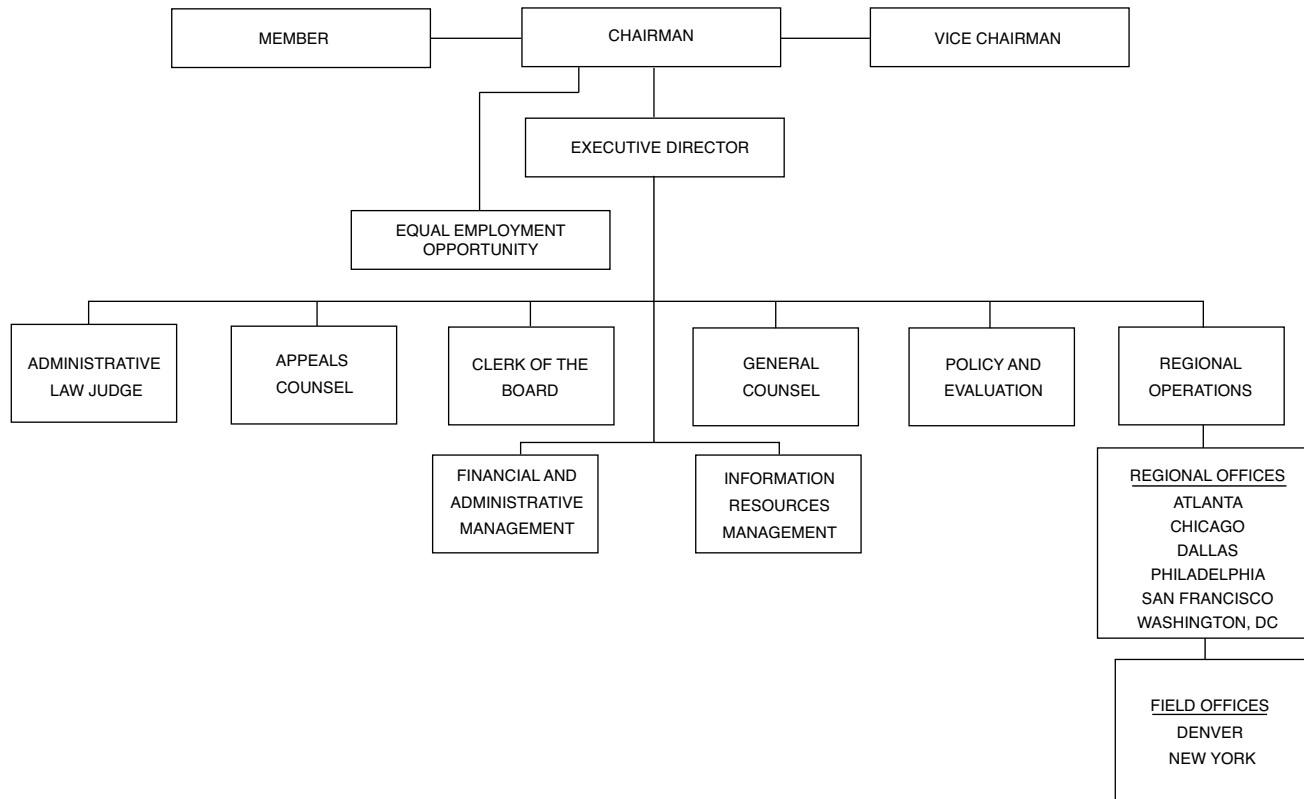 MEMBER
CHAIRMAN
VICE CHAIRMAN
EXECUTIVE DIRECTOR
EQUAL EMPLOYMENT
OPPORTUNITY
ADMINISTRATIVE
LAW JUDGE
APPEALS
COUNSEL
CLERK OF THE
BOARD
GENERAL
COUNSEL
POLICY AND
EVALUATION
REGIONAL
OPERATIONS
FINANCIAL AND
ADMINISTRATIVE
MANAGEMENT
INFORMATION
RESOURCES
MANAGEMENT
REGIONAL OFFICES
ATLANTA
CHICAGO
DALLAS
PHILADELPHIA
SAN FRANCISCO
WASHINGTON, DC
FIELD OFFICES
DENVER
NEW YORK